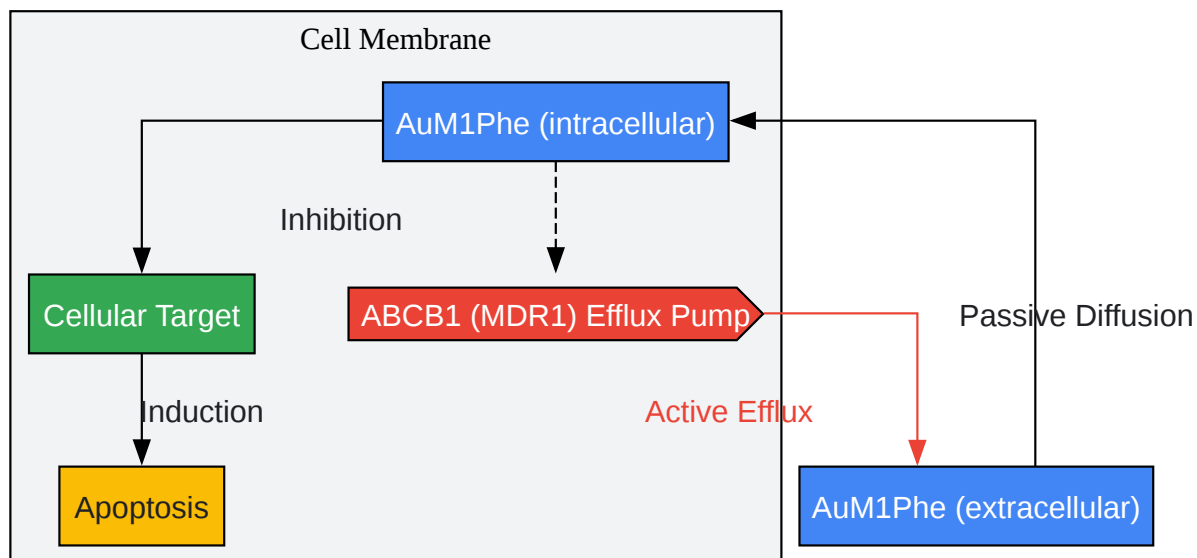 Cell Membrane
AuM1Phe (intracellular)
Inhibition
Cellular Target
ABCB1 (MDR1) Efflux Pump
Passive Diffusion
Induction
Active Efflux
Apoptosis
AuM1Phe (extracellular)